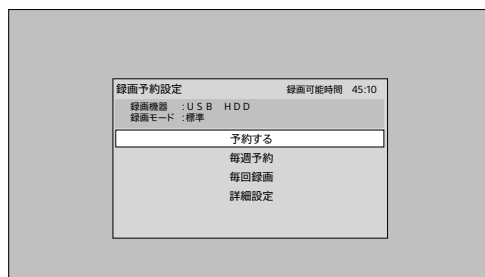 録画予約設定 録画可能時間 45:10
録画機器 :USB HDD
録画モード :標準
予約する
毎週予約
毎回録画
詳細設定